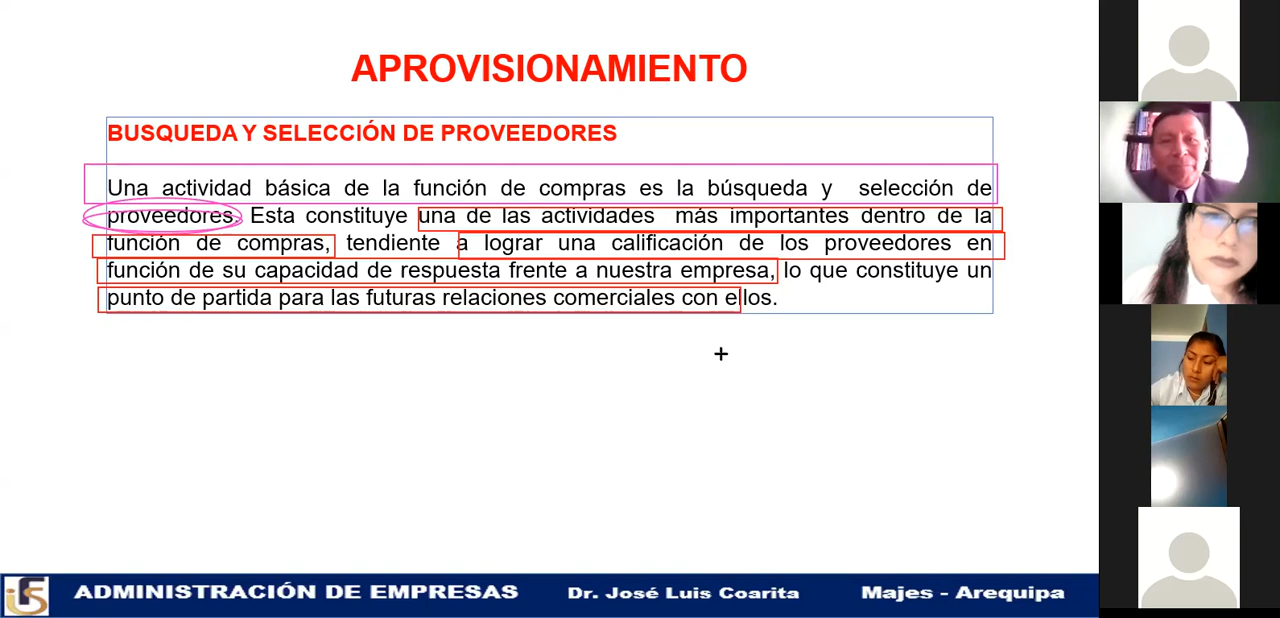 APROVISIONAMIENTO
BUSQUEDA Y SELECCIÓN DE PROVEEDORES
Una actividad básica de la función de compras es la búsqueda y selección de
proveedores. Esta constituye una de las actividades más importantes dentro de la
función de compras, tendiente a lograr una calificación de los proveedores en
función de su capacidad de respuesta frente a nuestra empresa, lo que constituye un
punto de partida para las futuras relaciones comerciales con ellos.
ADMINISTRACIÓN DE EMPRESAS Dr. José Luis Coarita Majes - Arequipa